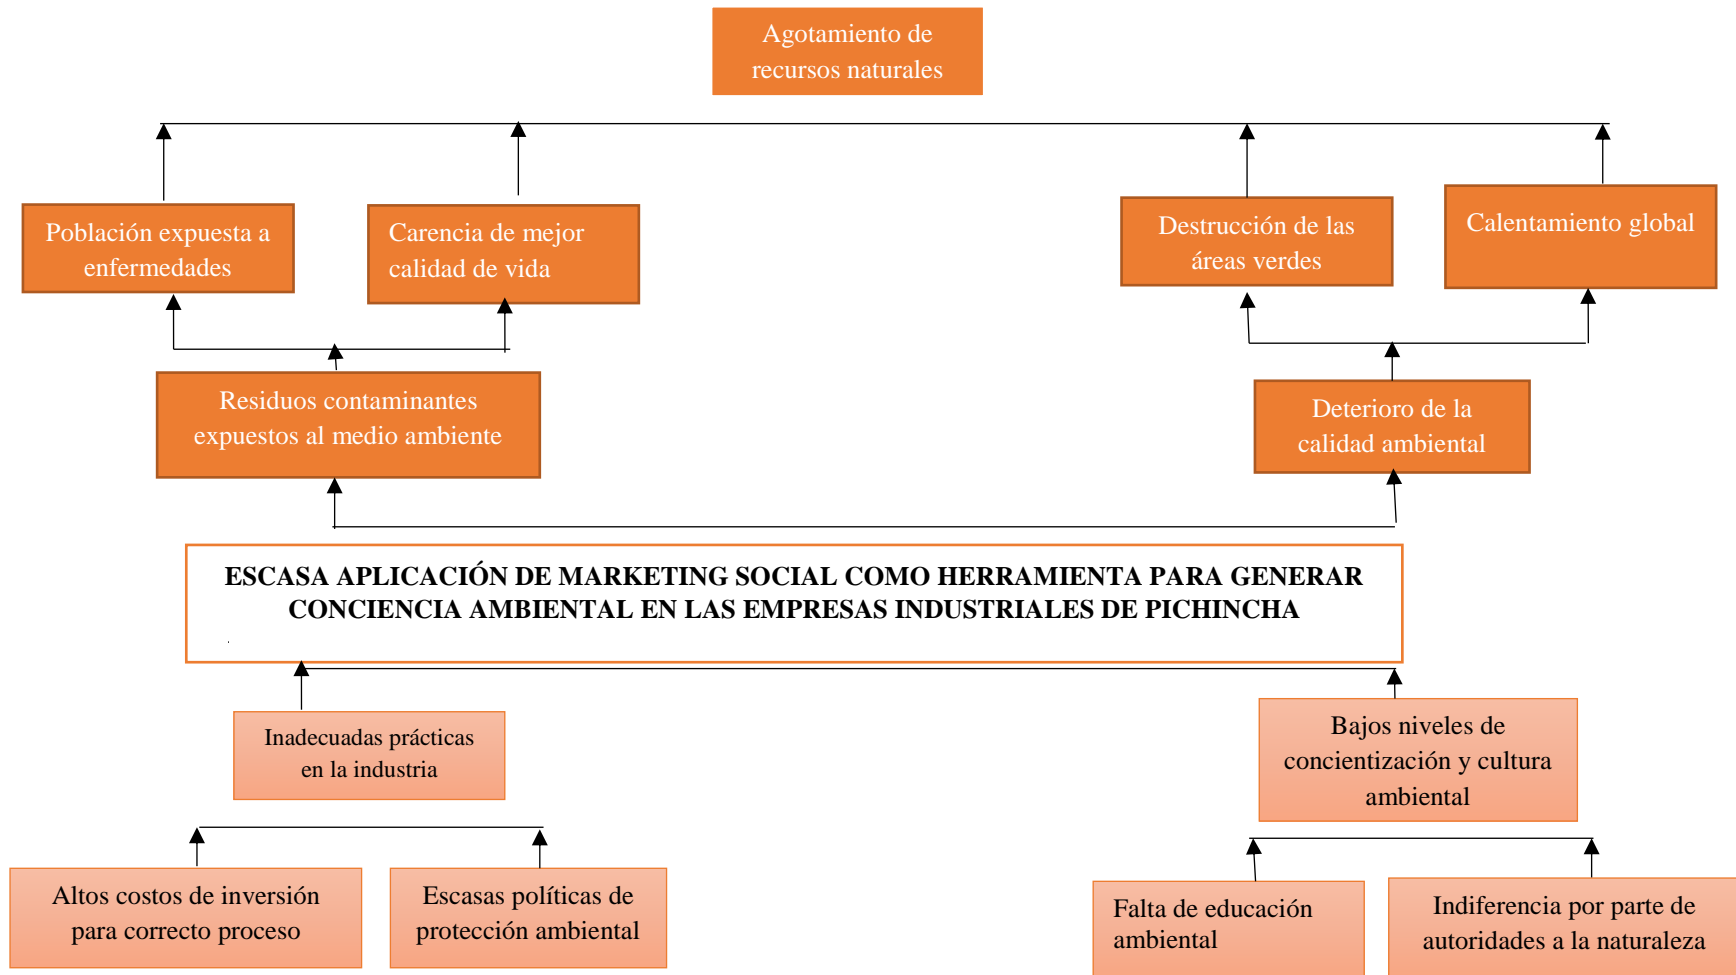 Agotamiento de
recursos naturales
Población expuesta a
enfermedades
Carencia de mejor
calidad de vida
Destrucción de las
áreas verdes
Calentamiento global
Residuos contaminantes
expuestos al medio ambiente
Deterioro de la
calidad ambiental
ESCASA APLICACIÓN DE MARKETING SOCIAL COMO HERRAMIENTA PARA GENERAR
CONCIENCIA AMBIENTAL EN LAS EMPRESAS INDUSTRIALES DE PICHINCHA
.
Inadecuadas prácticas
en la industria
Bajos niveles de
concientización y cultura
ambiental
Altos costos de inversión
para correcto proceso
Escasas políticas de
protección ambiental
Falta de educación
ambiental
Indiferencia por parte de
autoridades a la naturaleza